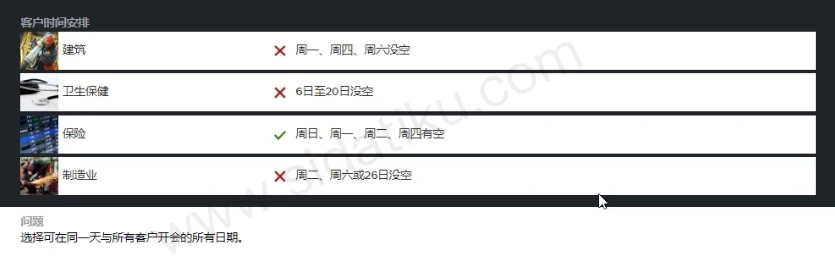 客户时间安排
建筑 周一、周四、周六没空
卫生保健 6日至20日没空
保险 周日、周一、周二、周四有空
制造业 周二、周六或26日没空
问题
选择可在同一天与所有客户开会的所有日期。
www.sidatiku.com